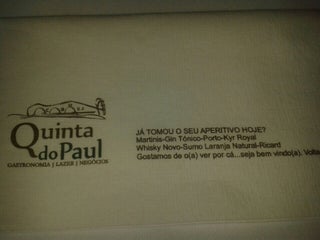 Quinta
do Paul
GASTRONOMIA | LAZER | NEGÓCIOS
JÁ TOMOU O SEU APERITIVO HOJE?
Martinis-Gin Tónico-Porto-Kyr Royal
Whisky Novo-Sumo Laranja Natural-Ricard
Gostamos de o(a) ver por cá...seja bem vindo(a). Volte